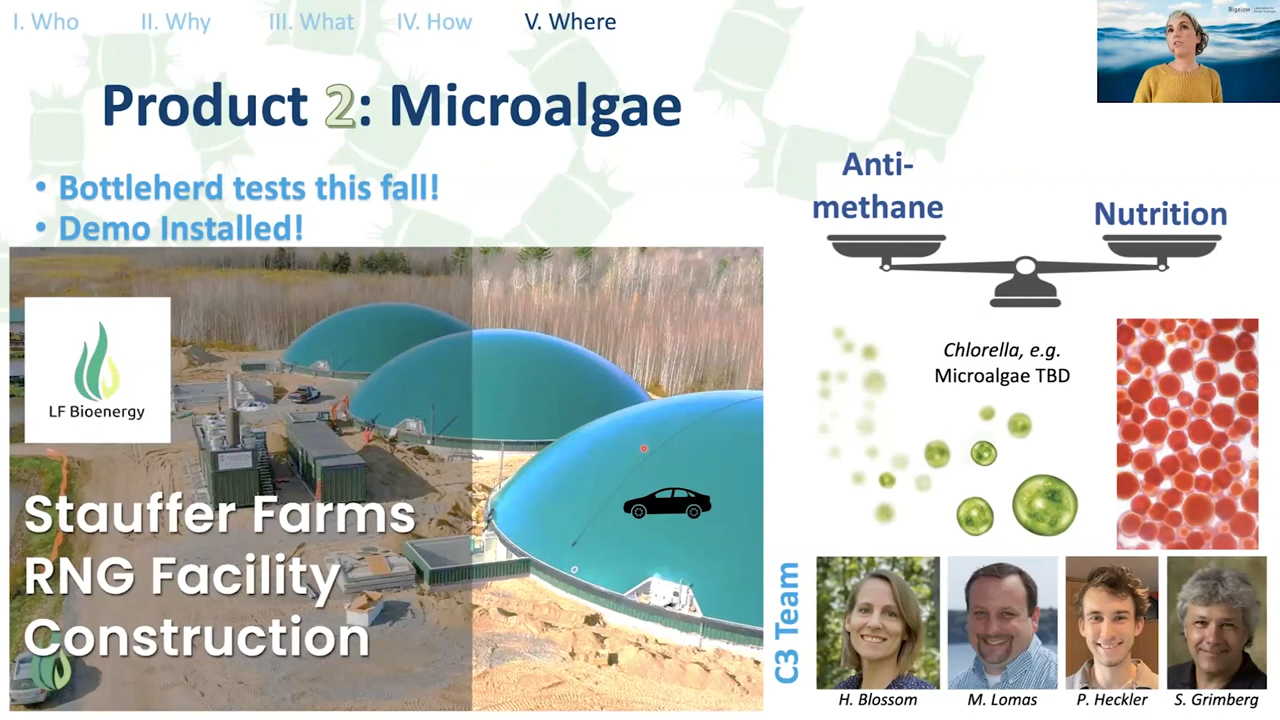 I. Who II. Why III. What IV. How V. Where
Bigelow
Product 2: Microalgae
• Bottleherd tests this fall!
• Demo Installed!
Anti-
methane
Nutrition
LF Bioenergy
Stauffer Farms
RNG Facility
Construction
Chlorella, e.g.
Microalgae TBD
C3 Team
H. Blossom M. Lomas P. Heckler S. Grimberg